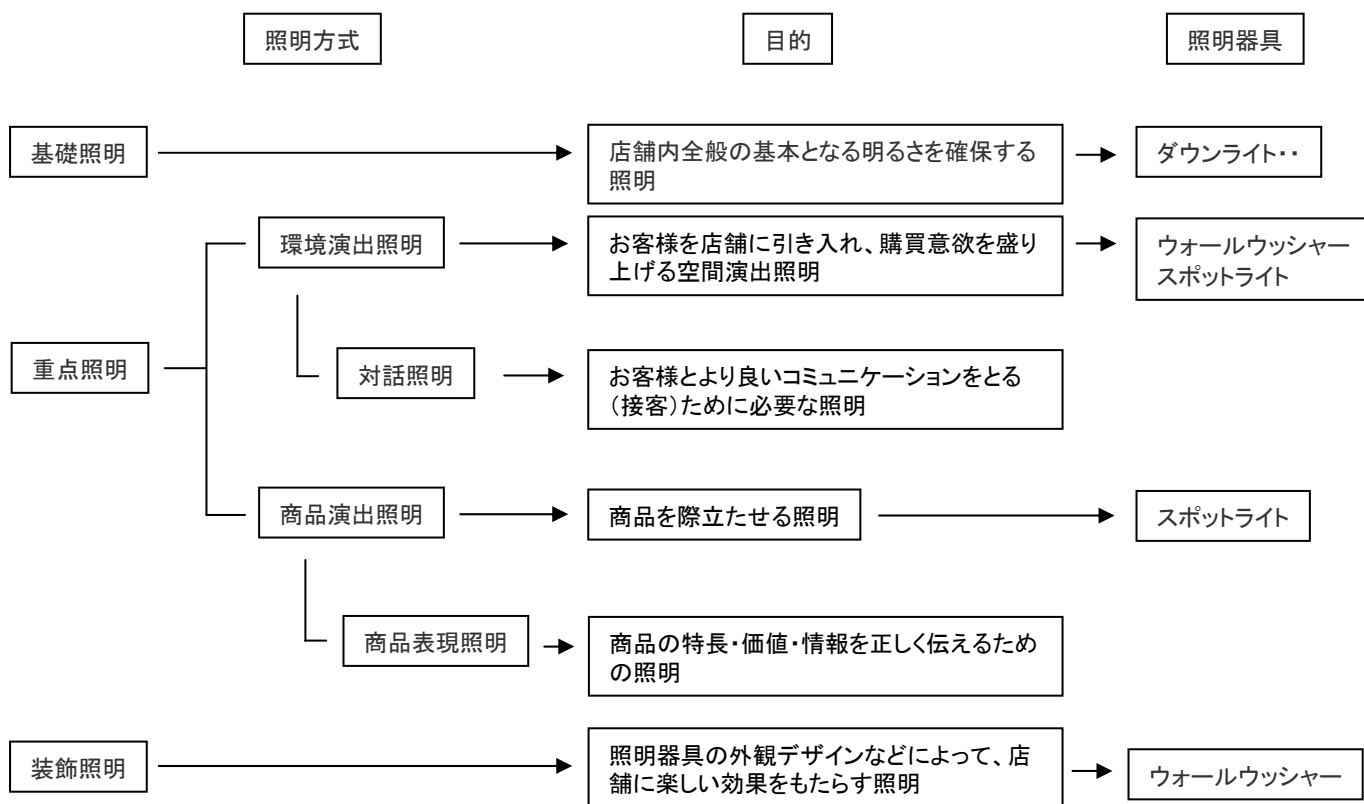 照明方式
目的
照明器具
基礎照明
店舗内全般の基本となる明るさを確保する
照明
ダウンライト・・
環境演出照明
お客様を店舗に引き入れ、購買意欲を盛り
上げる空間演出照明
ウォールウッシャー
スポットライト
重点照明
対話照明
お客様とより良いコミュニケーションをとる
(接客)ために必要な照明
商品演出照明
商品を際立たせる照明
スポットライト
商品表現照明
商品の特長・価値・情報を正しく伝えるため
の照明
装飾照明
照明器具の外観デザインなどによって、店
舗に楽しい効果をもたらす照明
ウォールウッシャー